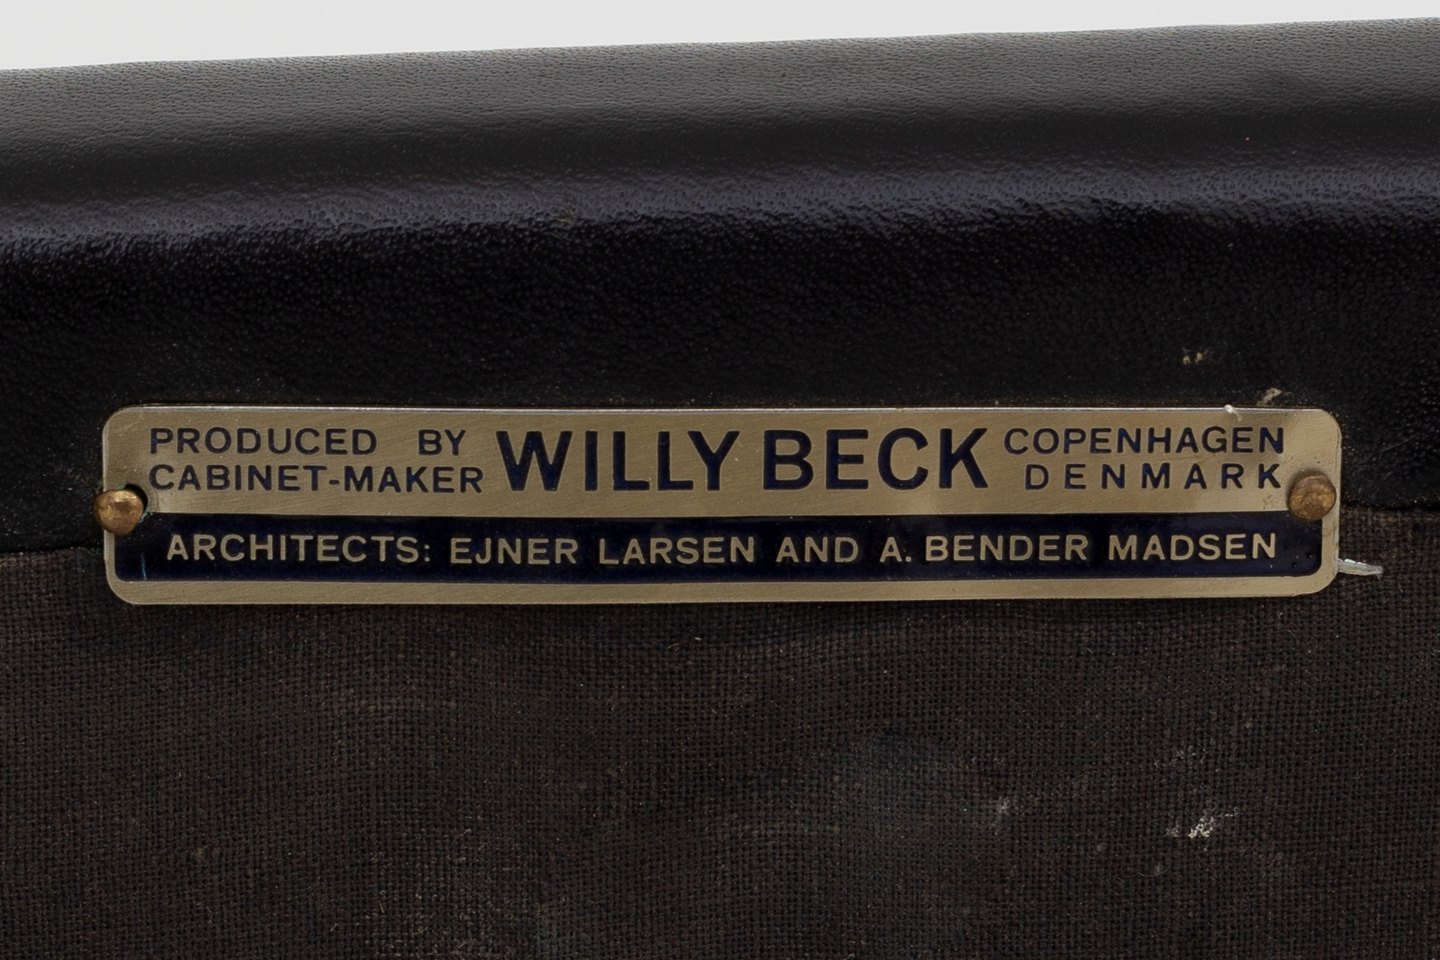 PRODUCED BY
CABINET-MAKER
WILLY BECK
COPENHAGEN
DENMARK
ARCHITECTS: EJNER LARSEN AND A. BENDER MADSEN